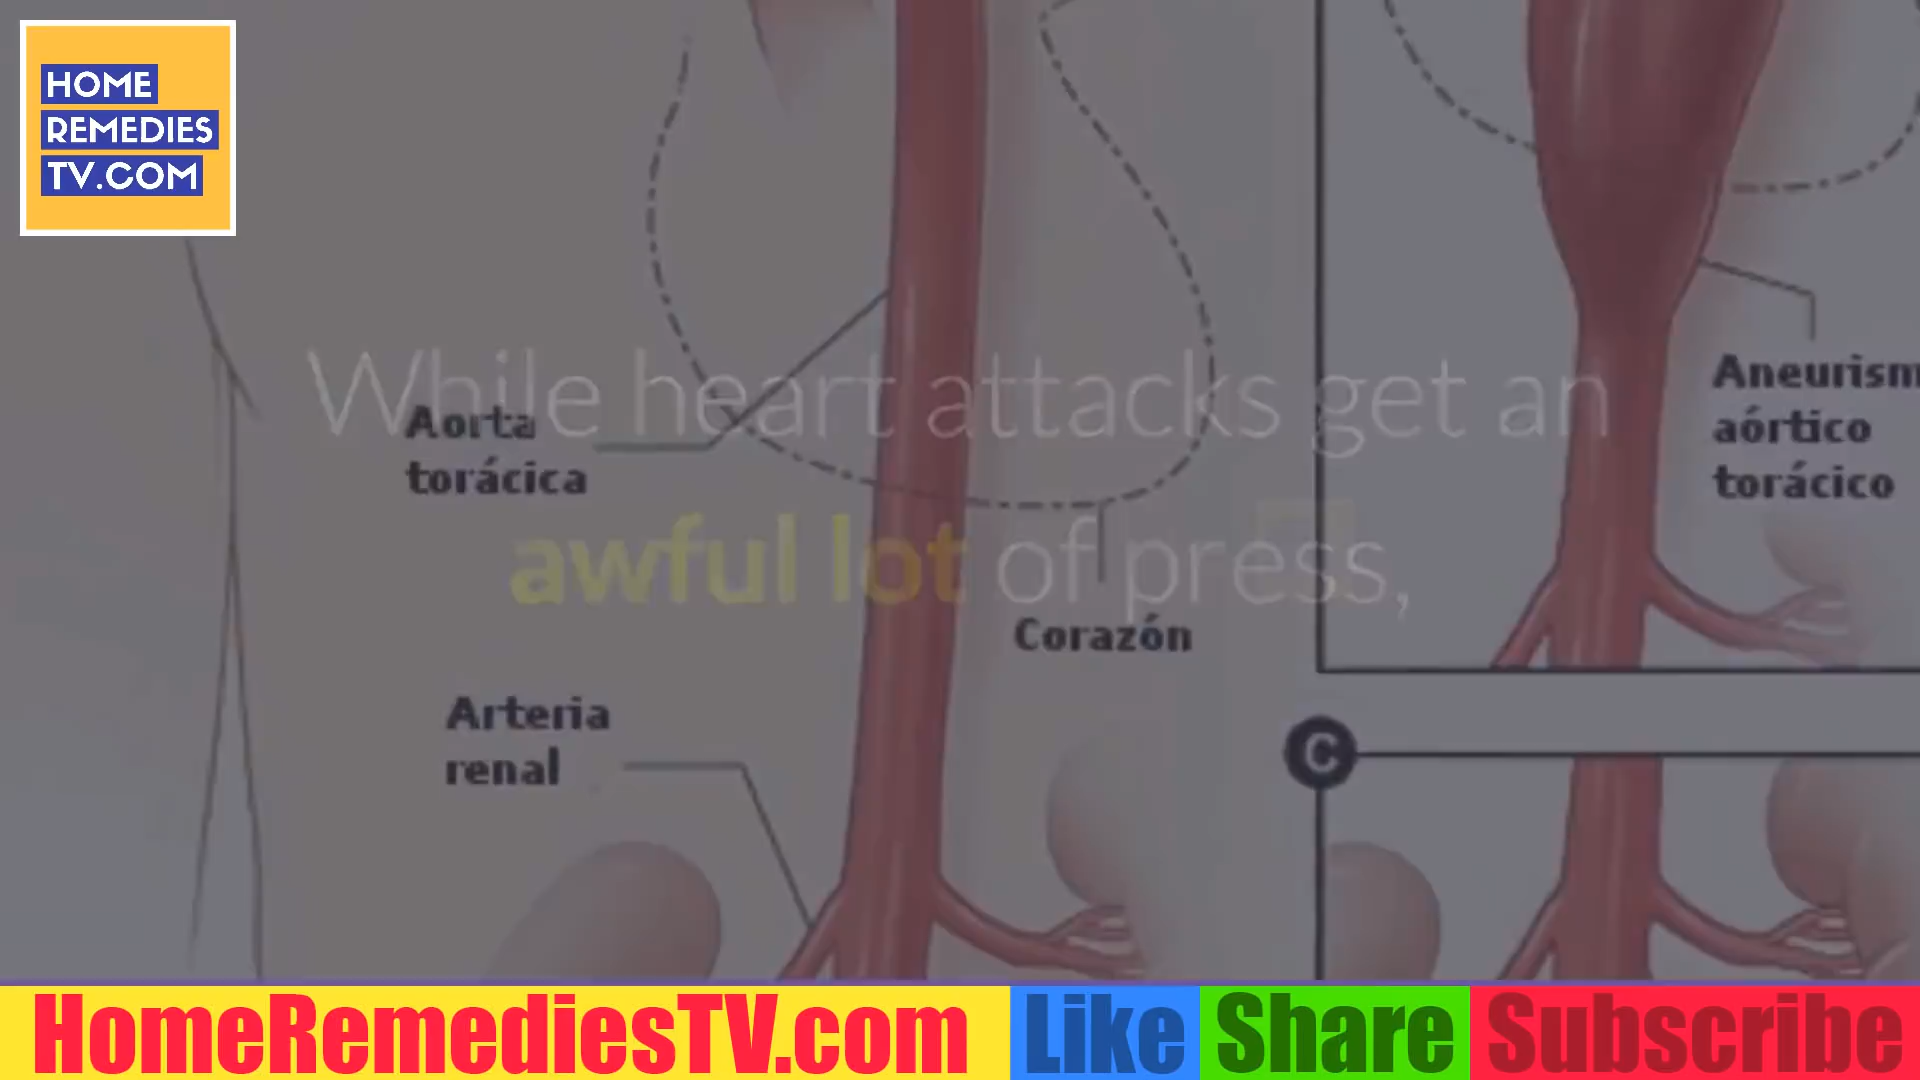 HOME
REMEDIES
TV.COM
While heart attacks get an
awful lot of press,
Aorta
torácica
Corazón
Arteria
renal
Aneurism
aórtico
torácico
C
HomeRemediesTV.com Like Share Subscribe